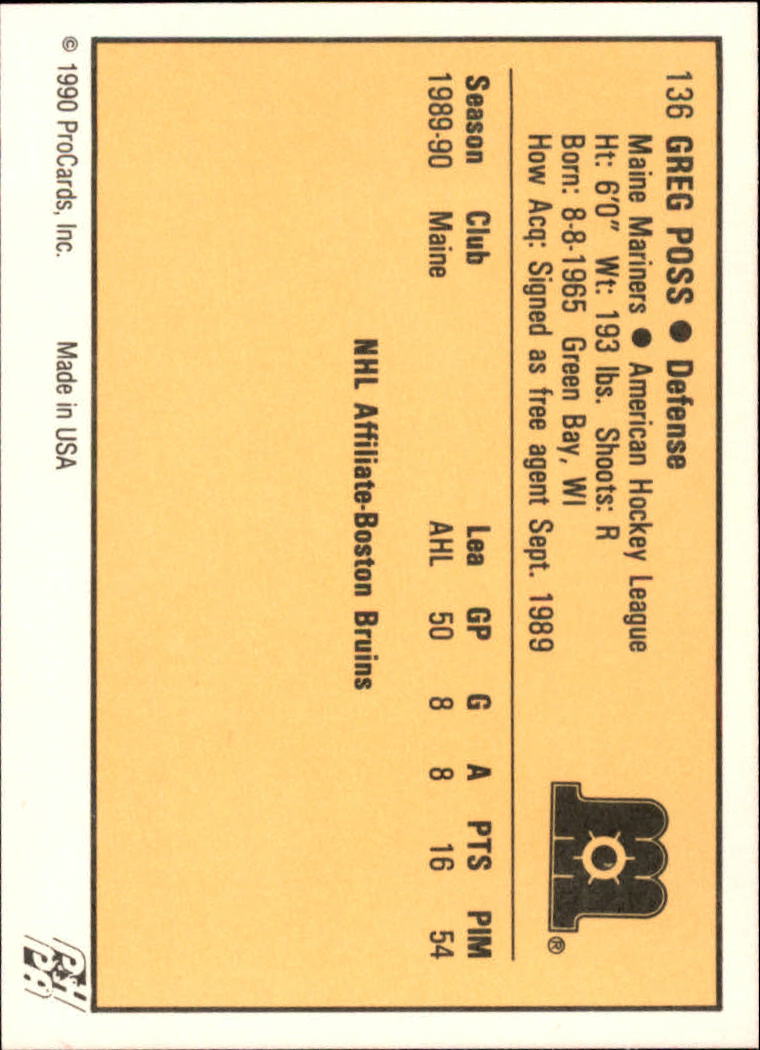 136 GREG POSS ● Defense
Maine Mariners ● American Hockey League
Ht: 6'0" Wt: 193 lbs. Shoots: R
Born: 8-8-1965 Green Bay, WI
How Acq: Signed as free agent Sept. 1989
m
®
Season Club Lea GP G A PTS PIM
1989-90 Maine AHL 50 8 8 16 54
NHL Affiliate-Boston Bruins
© 1990 ProCards, Inc. Made in USA